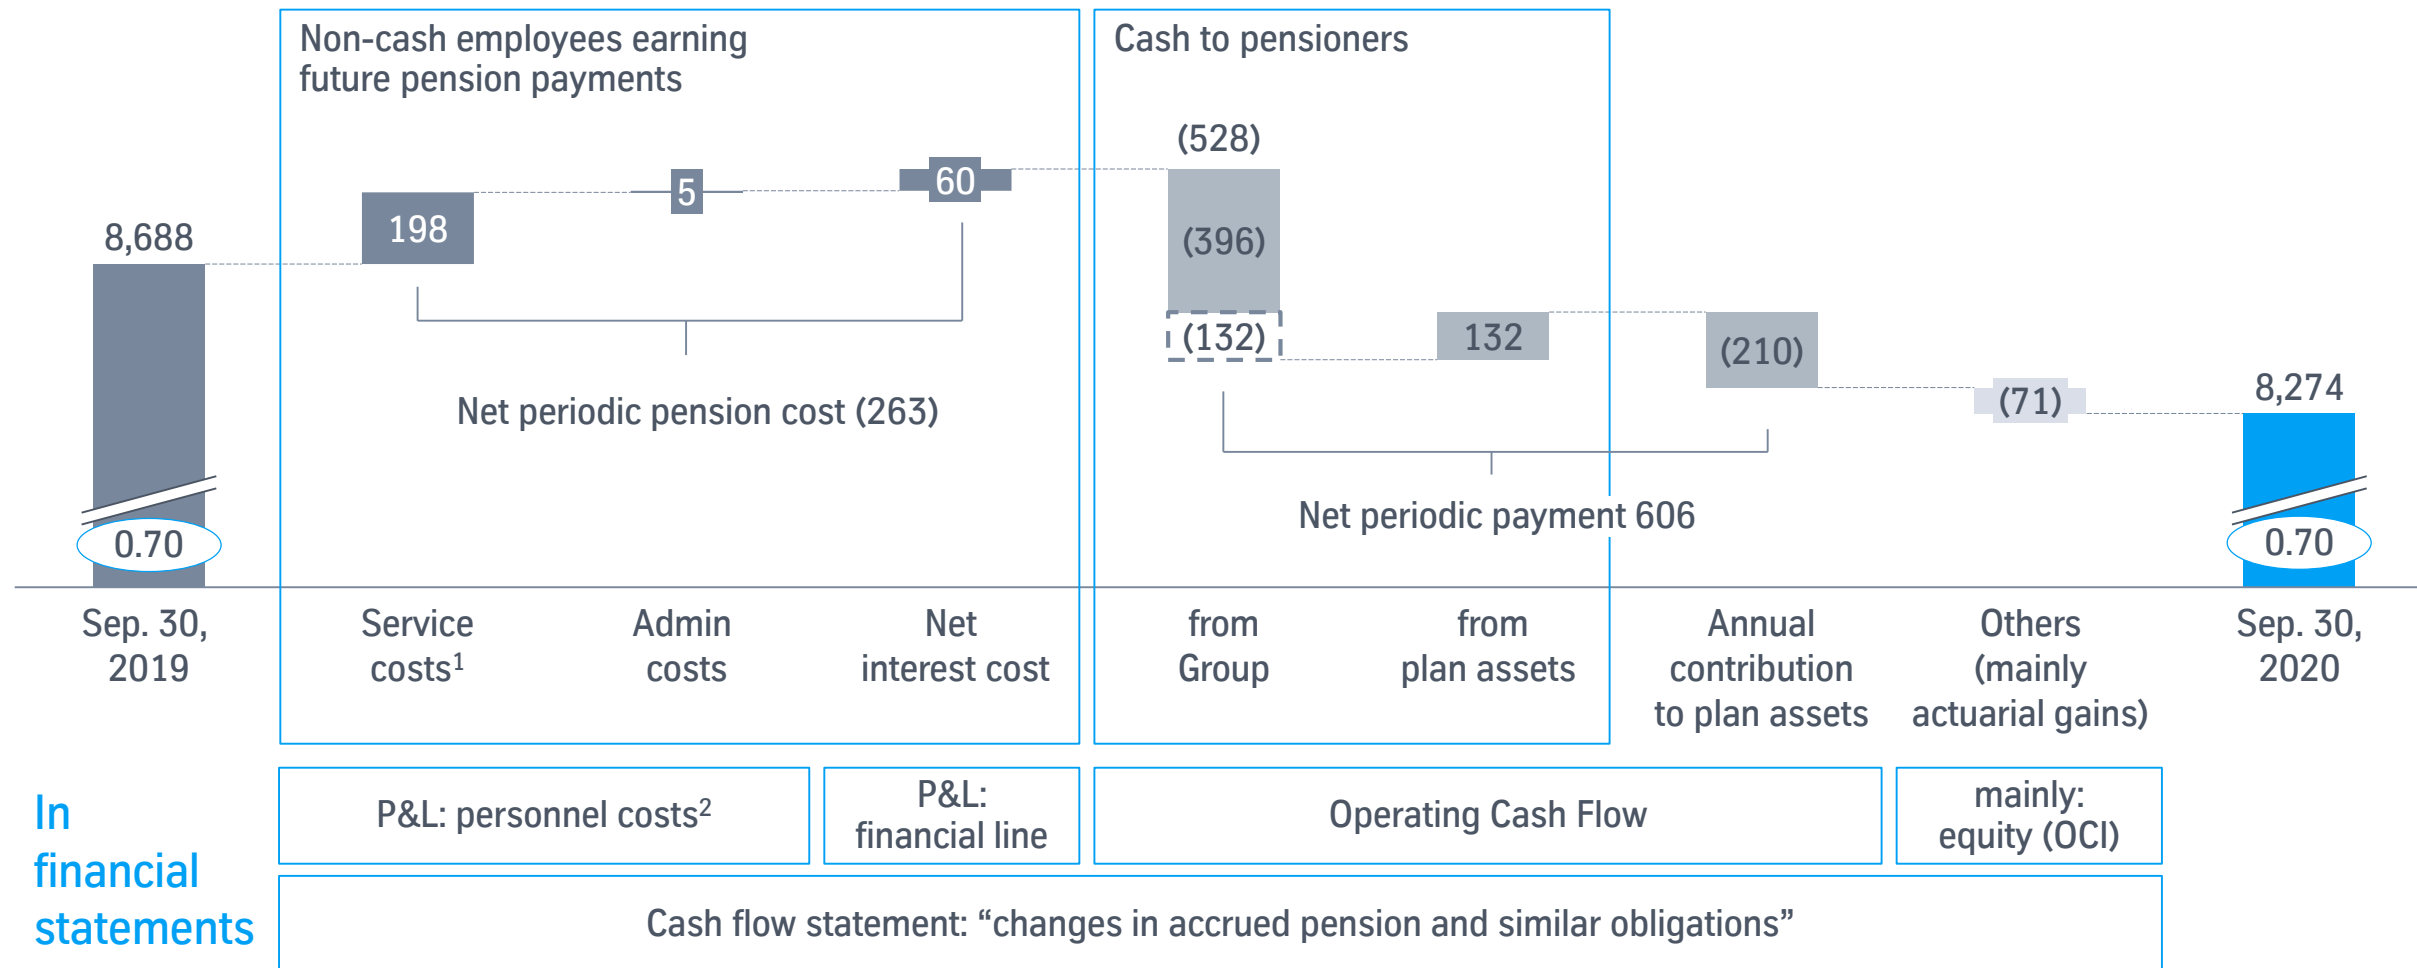 Non-cash employees earning
future pension payments
Cash to pensioners
8,688
198
5
60
(528)
(396)
(132)
132
(210)
(71)
8,274
Net periodic pension cost (263)
Net periodic payment 606
0.70
0.70
Sep. 30,
2019
Service
costs¹
Admin
costs
Net
interest cost
from
Group
from
plan assets
Annual
contribution
to plan assets
Others
(mainly
actuarial gains)
Sep. 30,
2020
In
financial
statements
P&L: personnel costs²
P&L:
financial line
Operating Cash Flow
mainly:
equity (OCI)
Cash flow statement: “changes in accrued pension and similar obligations”